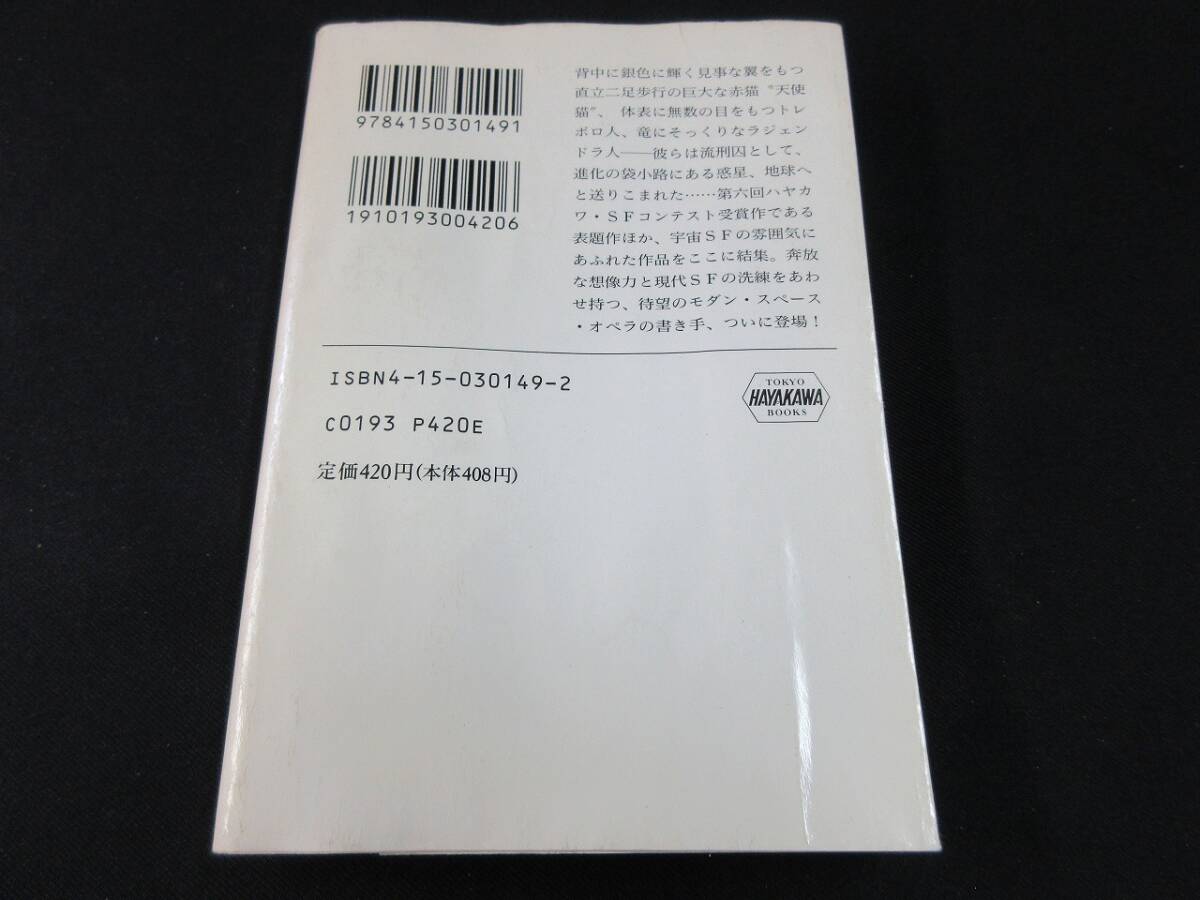 9784150301491
1910193004206
背中に銀色に輝く見事な翼をもつ
直立二足歩行の巨大な赤猫〝天使
猫〟、体表に無数の目をもつトレ
ボロ人、竜にそっくりなラジェン
ドラ人――彼らは流刑囚として、
進化の袋小路にある惑星、地球へ
と送りこまれた……第六回ハヤカ
ワ・SFコンテスト受賞作である
表題作ほか、宇宙SFの雰囲気に
あふれた作品をここに結集。奔放
な想像力と現代SFの洗練をあわ
せ持つ、待望のモダン・スペース
・オペラの書き手、ついに登場！
ISBN4-15-030149-2
C0193 P420E
定価420円(本体408円)
TOKYO
HAYAKAWA
BOOKS